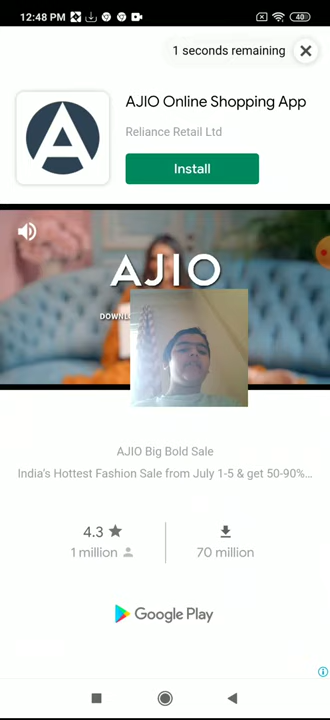 12:48 PM
40
1 seconds remaining
AJIO Online Shopping App
Reliance Retail Ltd
Install
AJIO
AJIO Big Bold Sale
India's Hottest Fashion Sale from July 1-5 & get 50-90%...
4.3
1 million
70 million
Google Play